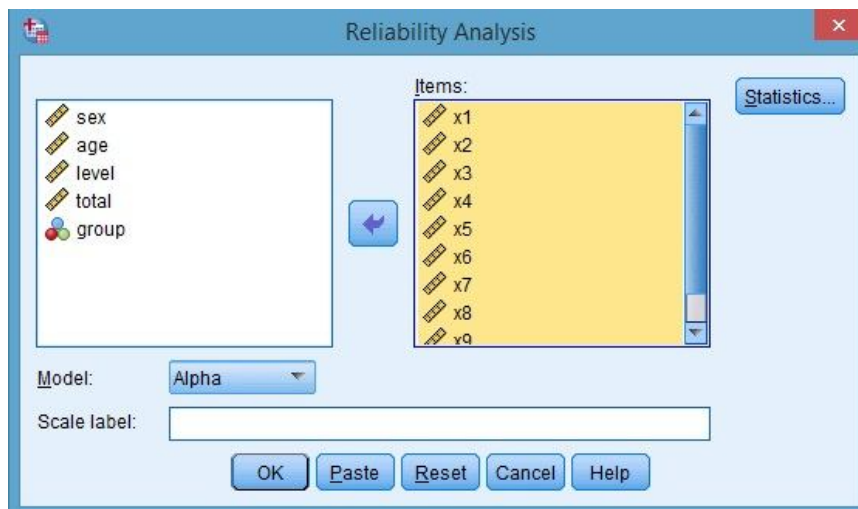 Reliability Analysis
Items:
Statistics...
sex
age
level
total
group
x1
x2
x3
x4
x5
x6
x7
x8
x9
Model:
Alpha
Scale label:
OK Paste Reset Cancel Help